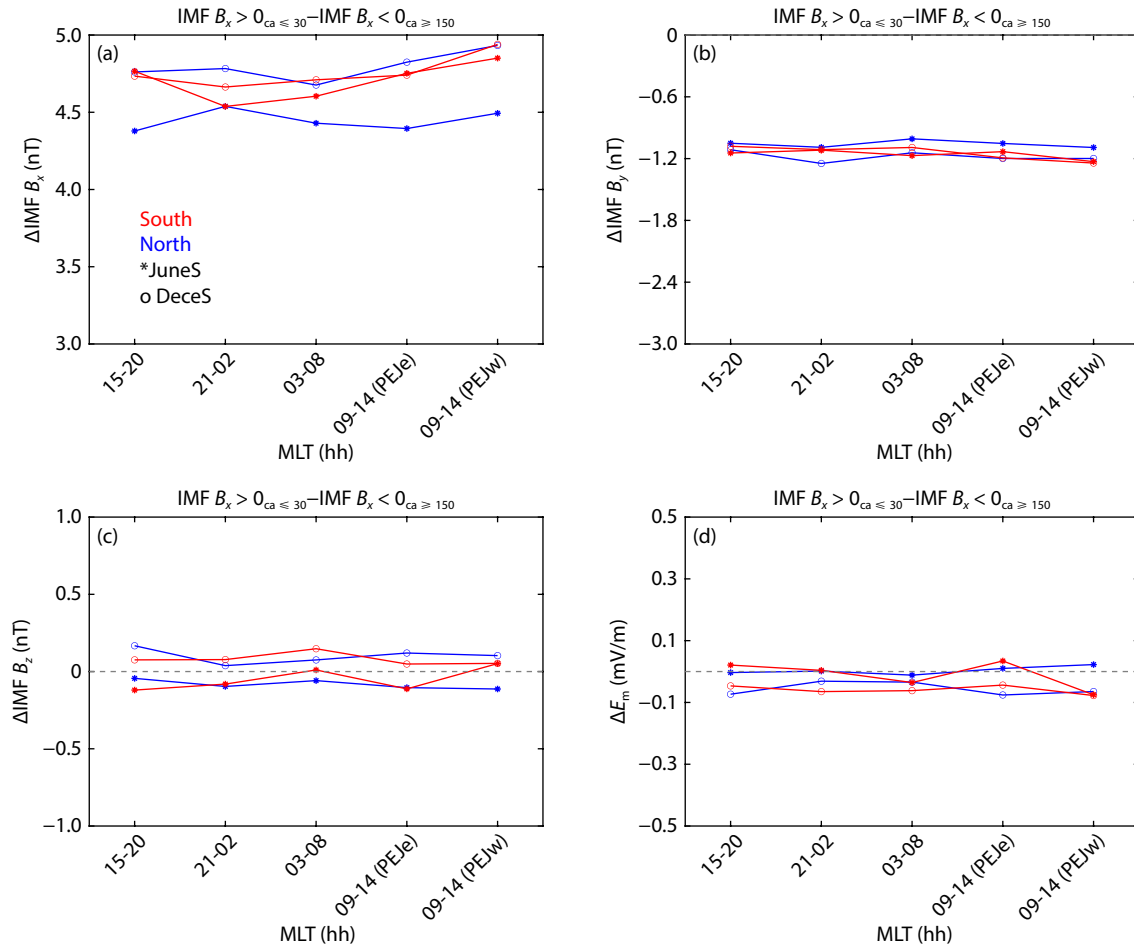 IMF Bx > 0ca ⩽ 30–IMF Bx < 0ca ⩾ 150
(a)
5.0
4.5
4.0
3.5
3.0
ΔIMF Bx (nT)
South
North
*JuneS
o DeceS
15-20
21-02
03-08
09-14 (PEJe)
09-14 (PEJw)
MLT (hh)
IMF Bx > 0ca ⩽ 30–IMF Bx < 0ca ⩾ 150
(b)
0
−0.6
−1.2
−1.8
−2.4
−3.0
ΔIMF By (nT)
15-20
21-02
03-08
09-14 (PEJe)
09-14 (PEJw)
MLT (hh)
IMF Bx > 0ca ⩽ 30–IMF Bx < 0ca ⩾ 150
(c)
1.0
0.5
0
−0.5
−1.0
ΔIMF Bz (nT)
15-20
21-02
03-08
09-14 (PEJe)
09-14 (PEJw)
MLT (hh)
IMF Bx > 0ca ⩽ 30–IMF Bx < 0ca ⩾ 150
(d)
0.5
0.3
0.1
−0.1
−0.3
−0.5
ΔEm (mV/m)
15-20
21-02
03-08
09-14 (PEJe)
09-14 (PEJw)
MLT (hh)